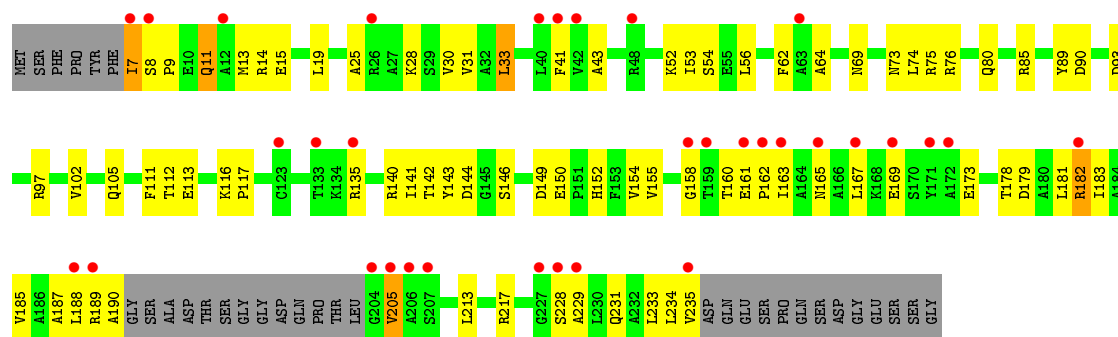 MET SER PHE PRO TYR PHE I7 S8 P9 E10 Q11 A12 M13 R14 E15 L19 A25 R26 A27 K28 S29 V30 V31 A32 L33 L40 F41 V42 A43 R48 K52 I53 S54 E55 L56 F62 A63 A64 N69 N73 L74 R75 R76 Q80 R85 Y89 D90 D93
R97 V102 Q105 F111 T112 E113 K116 P117 C123 T133 K134 R135 R140 I141 T142 Y143 D144 G145 S146 D149 E150 P151 H152 F153 V154 V155 G158 T159 T160 E161 P162 I163 A164 N165 A166 L167 K168 E169 S170 Y171 A172 E173 T178 D179 A180 L181 R182 I183 A184
V185 A186 A187 L188 R189 A190 GLY SER ALA ASP THR SER GLY GLY ASP GLN PRO THR LEU G204 V205 A206 S207 L213 R217 G227 S228 A229 L230 Q231 A232 L233 L234 V235 ASP GLN GLU SER PRO GLN SER ASP GLY GLU SER SER GLY